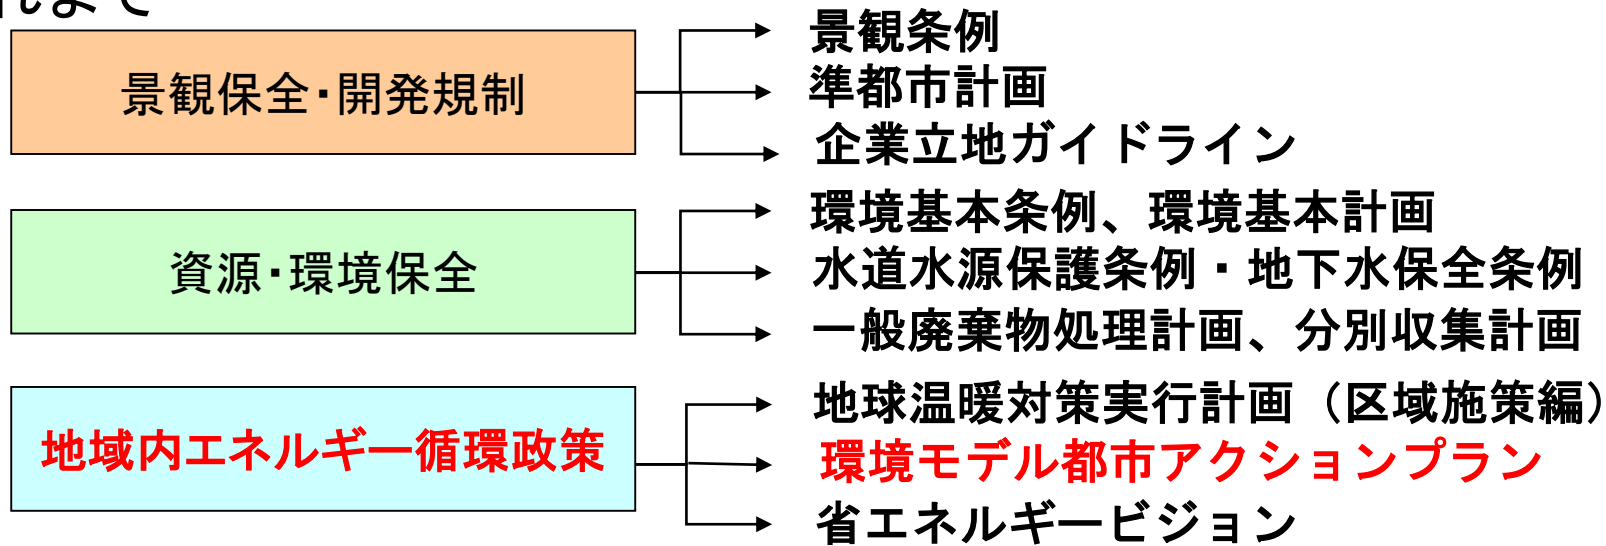 れまで
景観保全・開発規制
景観条例
準都市計画
企業立地ガイドライン
資源・環境保全
環境基本条例、環境基本計画
水道水源保護条例・地下水保全条例
一般廃棄物処理計画、分別収集計画
地域内エネルギー循環政策
地球温暖対策実行計画（区域施策編）
環境モデル都市アクションプラン
省エネルギービジョン